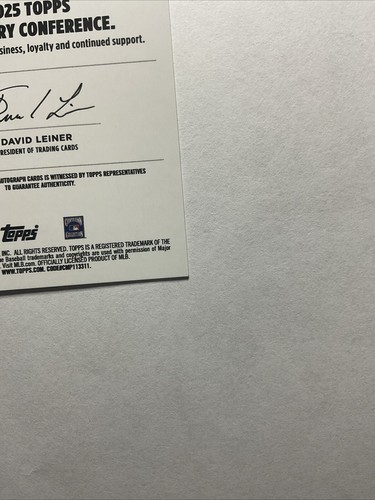 025 TOPPS
RY CONFERENCE.
siness, loyalty and continued support.
DAVID LEINER
RESIDENT OF TRADING CARDS
AUTOGRAPH CARDS IS WITNESSED BY TOPPS REPRESENTATIVES
TO GUARANTEE AUTHENTICITY.
topps
INC. ALL RIGHTS RESERVED. TOPPS IS A REGISTERED TRADEMARK OF THE
e Baseball trademarks and copyrights are used with permission of Major
. Visit MLB.com. OFFICIALLY LICENSED PRODUCT OF MLB.
WWW.TOPPS.COM. CODE#CMP113311.